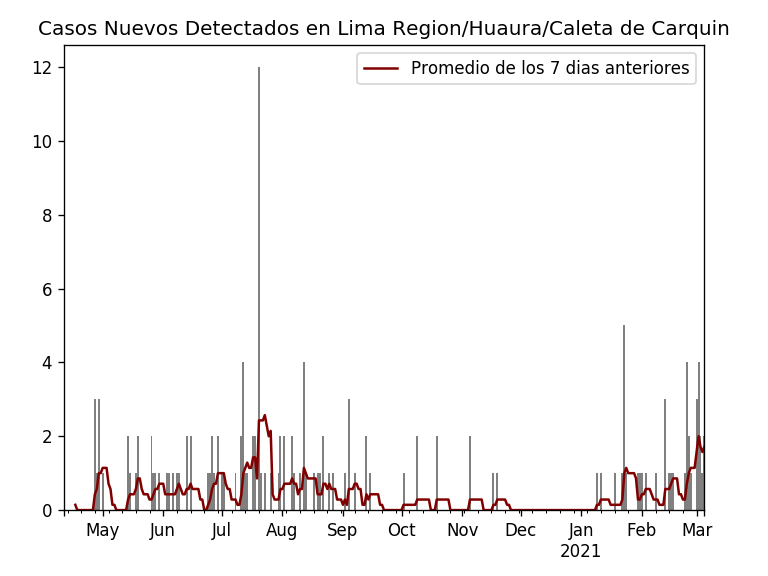 Casos Nuevos Detectados en Lima Region/Huaura/Caleta de Carquin
Promedio de los 7 dias anteriores
12
10
8
6
4
2
0
May Jun Jul Aug Sep Oct Nov Dec Jan Feb Mar
2021